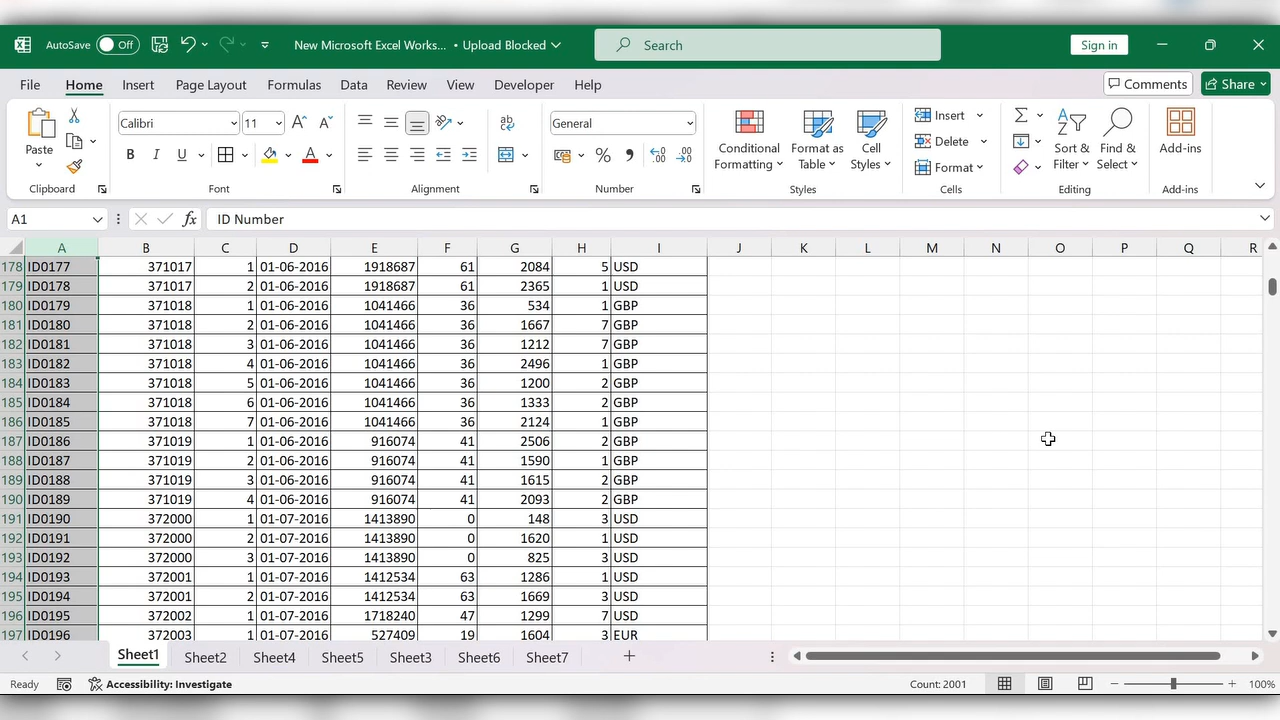 AutoSave Off New Microsoft Excel Works... • Upload Blocked Search Sign in
File Home Insert Page Layout Formulas Data Review View Developer Help Comments Share
Paste Calibri 11 B I U General Conditional Formatting Format as Table Cell Styles Insert Delete Format Sort & Filter Find & Select Add-ins
Clipboard Font Alignment Number Styles Cells Editing Add-ins
A1 fx ID Number
A B C D E F G H I J K L M N O P Q R
178 ID0177 371017 1 01-06-2016 1918687 61 2084 5 USD
179 ID0178 371017 2 01-06-2016 1918687 61 2365 1 USD
180 ID0179 371018 1 01-06-2016 1041466 36 534 1 GBP
181 ID0180 371018 2 01-06-2016 1041466 36 1667 7 GBP
182 ID0181 371018 3 01-06-2016 1041466 36 1212 7 GBP
183 ID0182 371018 4 01-06-2016 1041466 36 2496 1 GBP
184 ID0183 371018 5 01-06-2016 1041466 36 1200 2 GBP
185 ID0184 371018 6 01-06-2016 1041466 36 1333 2 GBP
186 ID0185 371018 7 01-06-2016 1041466 36 2124 1 GBP
187 ID0186 371019 1 01-06-2016 916074 41 2506 2 GBP
188 ID0187 371019 2 01-06-2016 916074 41 1590 1 GBP
189 ID0188 371019 3 01-06-2016 916074 41 1615 2 GBP
190 ID0189 371019 4 01-06-2016 916074 41 2093 2 GBP
191 ID0190 372000 1 01-07-2016 1413890 0 148 3 USD
192 ID0191 372000 2 01-07-2016 1413890 0 1620 1 USD
193 ID0192 372000 3 01-07-2016 1413890 0 825 3 USD
194 ID0193 372001 1 01-07-2016 1412534 63 1286 1 USD
195 ID0194 372001 2 01-07-2016 1412534 63 1669 3 USD
196 ID0195 372002 1 01-07-2016 1718240 47 1299 7 USD
197 ID0196 372003 1 01-07-2016 527409 19 1604 3 EUR
Sheet1 Sheet2 Sheet4 Sheet5 Sheet3 Sheet6 Sheet7
Ready Accessibility: Investigate Count: 2001 100%